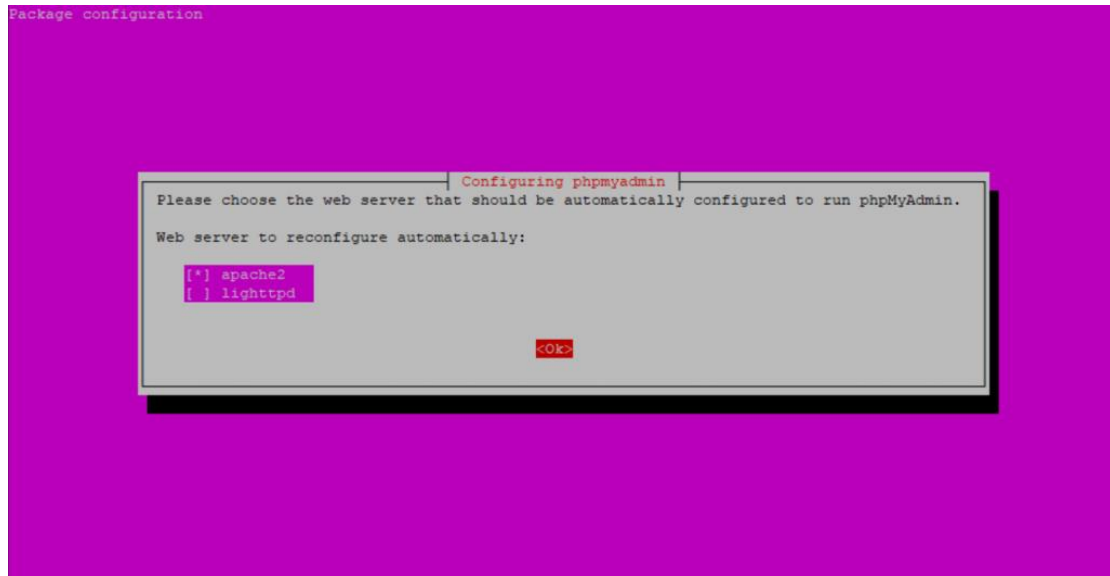 Package configuration
Configuring phpmyadmin
Please choose the web server that should be automatically configured to run phpMyAdmin.
Web server to reconfigure automatically:
[*] apache2
[ ] lighttpd
<Ok>